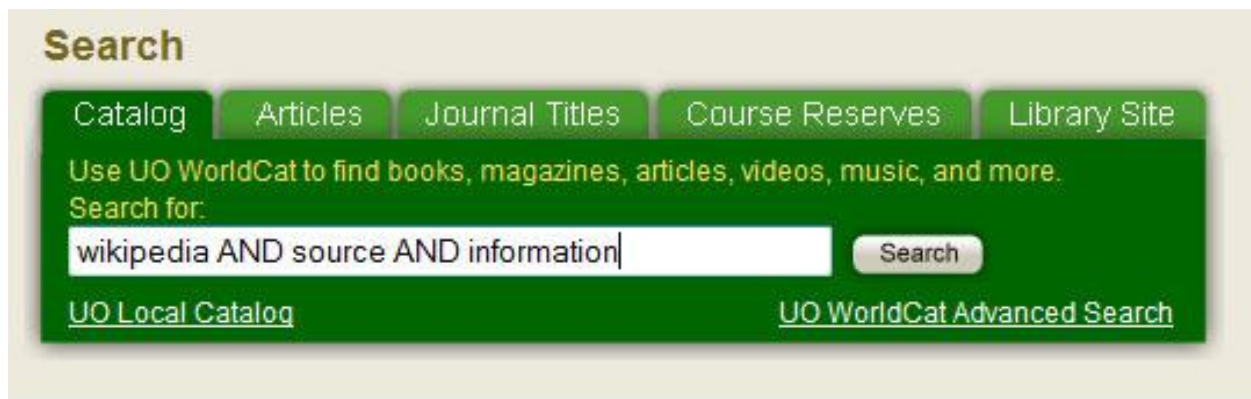 Search
Catalog Articles Journal Titles Course Reserves Library Site
Use UO WorldCat to find books, magazines, articles, videos, music, and more.
Search for:
wikipedia AND source AND information Search
UO Local Catalog UO WorldCat Advanced Search